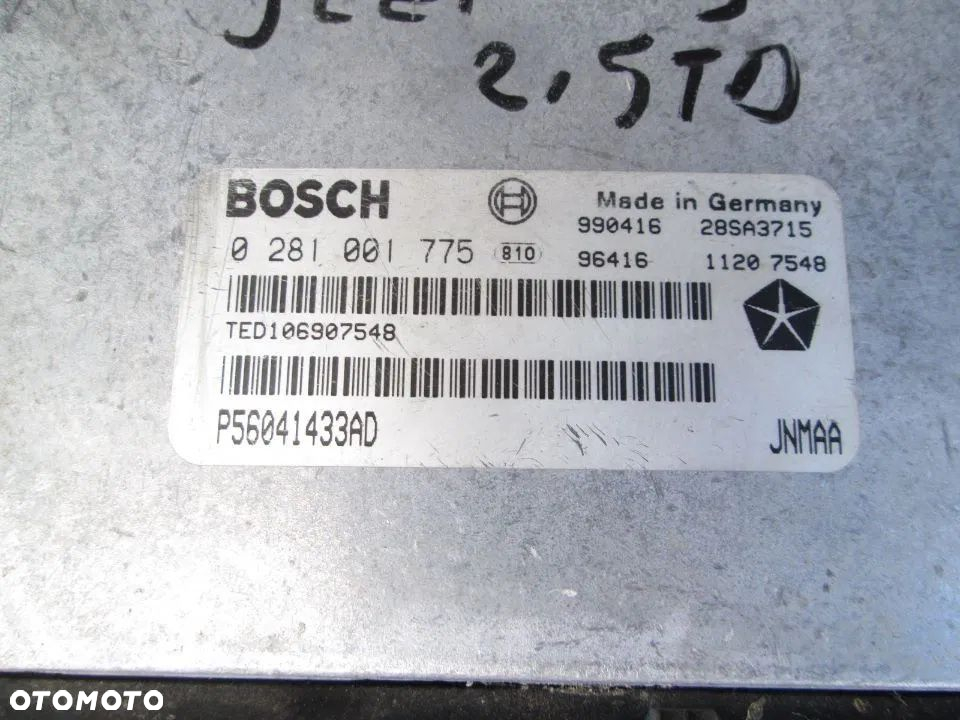 JEEP
2,5TD
BOSCH
Made in Germany
990416 28SA3715
0 281 001 775 810 96416 1120 7548
TED106907548
P56041433AD JNMAA
OTOMOTO